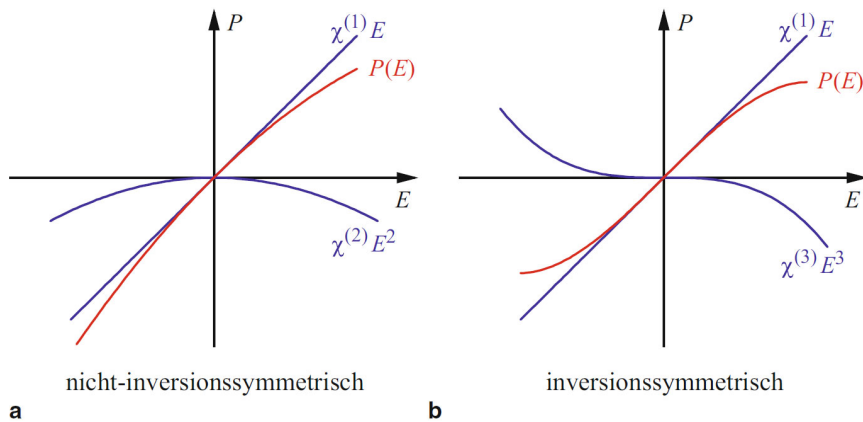 P
χ⁽¹⁾E
P(E)
E
χ⁽²⁾E²
nicht-inversionssymmetrisch
a
P
χ⁽¹⁾E
P(E)
E
χ⁽³⁾E³
inversionssymmetrisch
b